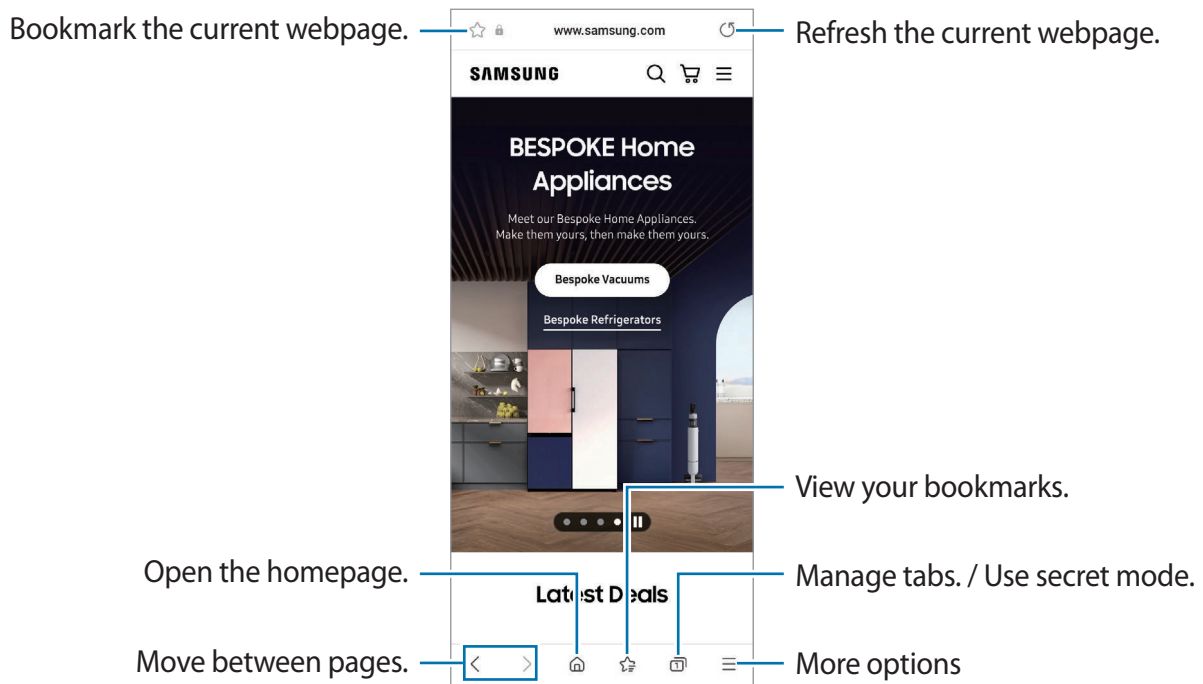 Bookmark the current webpage.
www.samsung.com
Refresh the current webpage.
SAMSUNG
BESPOKE Home
Appliances
Meet our Bespoke Home Appliances.
Make them yours, then make them yours.
Bespoke Vacuums
Bespoke Refrigerators
View your bookmarks.
Open the homepage.
Latest Deals
Manage tabs. / Use secret mode.
Move between pages.
1
More options